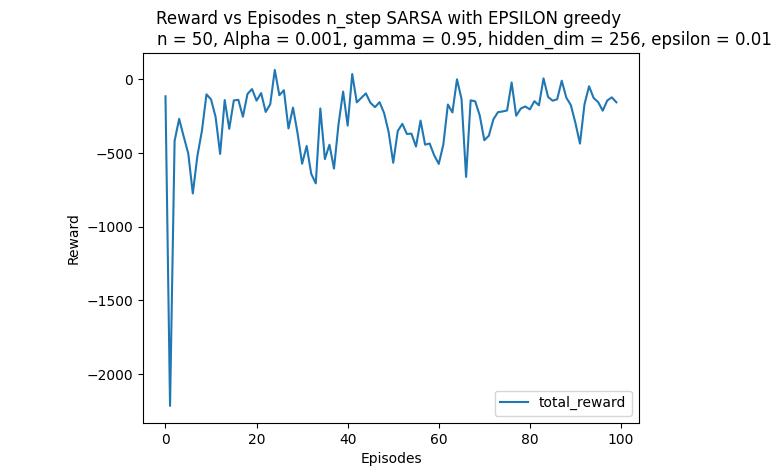 Reward vs Episodes n_step SARSA with EPSILON greedy
n = 50, Alpha = 0.001, gamma = 0.95, hidden_dim = 256, epsilon = 0.01
0
−500
−1000
−1500
−2000
Reward
total_reward
0 20 40 60 80 100
Episodes